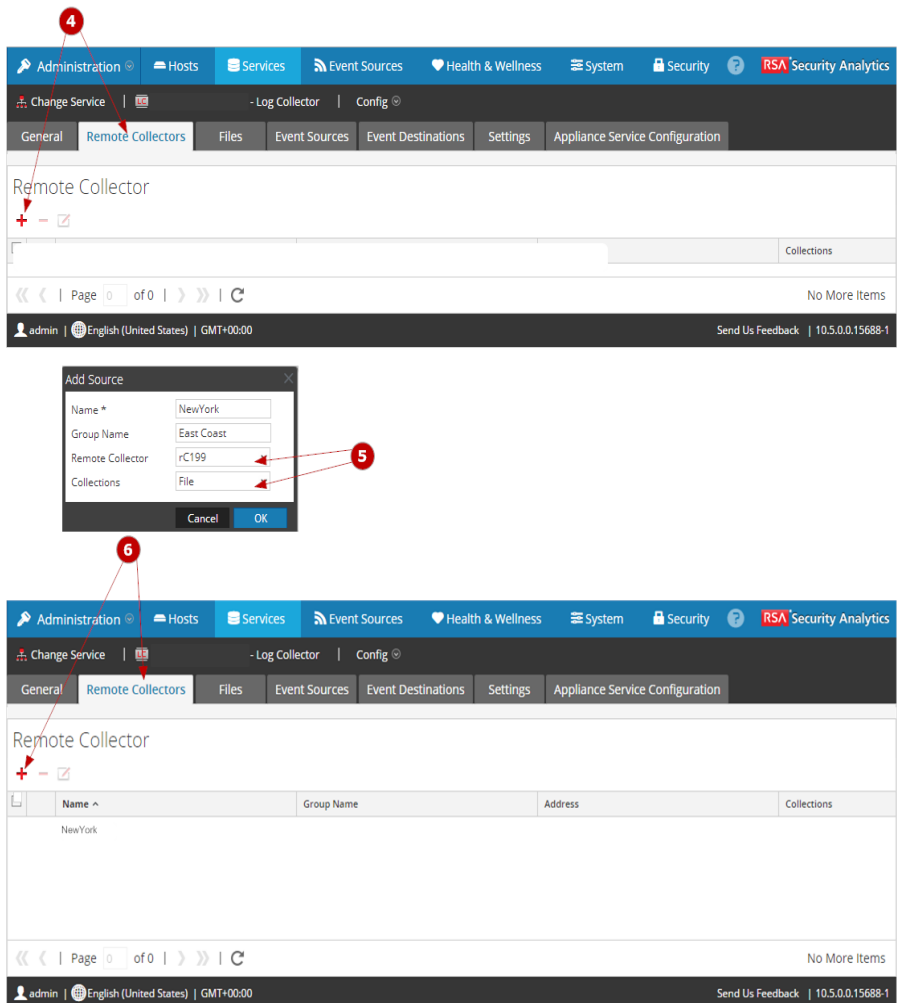 4
Administration Hosts Services Event Sources Health & Wellness System Security ? RSA Security Analytics
Change Service | LC - Log Collector | Config
General Remote Collectors Files Event Sources Event Destinations Settings Appliance Service Configuration
Remote Collector
Collections
Page 0 of 0 No More Items
admin | English (United States) | GMT+00:00 Send Us Feedback | 10.5.0.0.15688-1
Add Source
Name * NewYork
Group Name East Coast
Remote Collector rC199
5
Collections File
Cancel OK
6
Administration Hosts Services Event Sources Health & Wellness System Security ? RSA Security Analytics
Change Service | LC - Log Collector | Config
General Remote Collectors Files Event Sources Event Destinations Settings Appliance Service Configuration
Remote Collector
Name Group Name Address Collections
NewYork
Page 0 of 0 No More Items
admin | English (United States) | GMT+00:00 Send Us Feedback | 10.5.0.0.15688-1